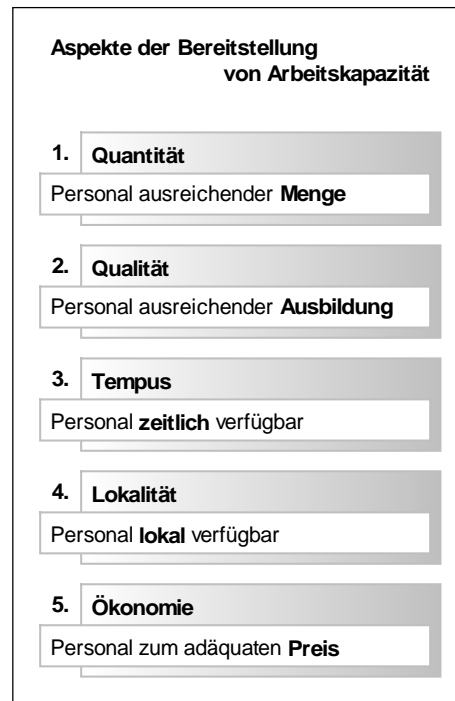 Aspekte der Bereitstellung
von Arbeitskapazität
1. Quantität
Personal ausreichender Menge
2. Qualität
Personal ausreichender Ausbildung
3. Tempus
Personal zeitlich verfügbar
4. Lokalität
Personal lokal verfügbar
5. Ökonomie
Personal zum adäquaten Preis